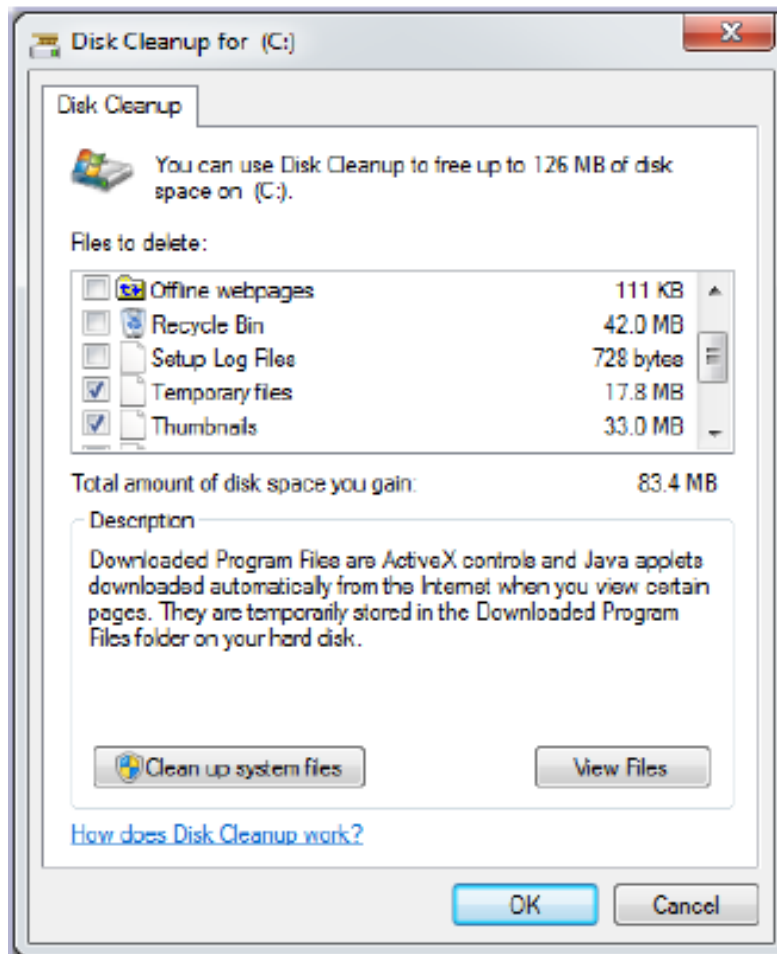 Disk Cleanup for (C:)
Disk Cleanup
You can use Disk Cleanup to free up to 126 MB of disk
space on (C:).
Files to delete:
Offline webpages 111 KB
Recycle Bin 42.0 MB
Setup Log Files 728 bytes
Temporary files 17.8 MB
Thumbnails 33.0 MB
Total amount of disk space you gain: 83.4 MB
Description
Downloaded Program Files are ActiveX controls and Java applets
downloaded automatically from the Internet when you view certain
pages. They are temporarily stored in the Downloaded Program
Files folder on your hard disk.
Clean up system files View Files
How does Disk Cleanup work?
OK Cancel